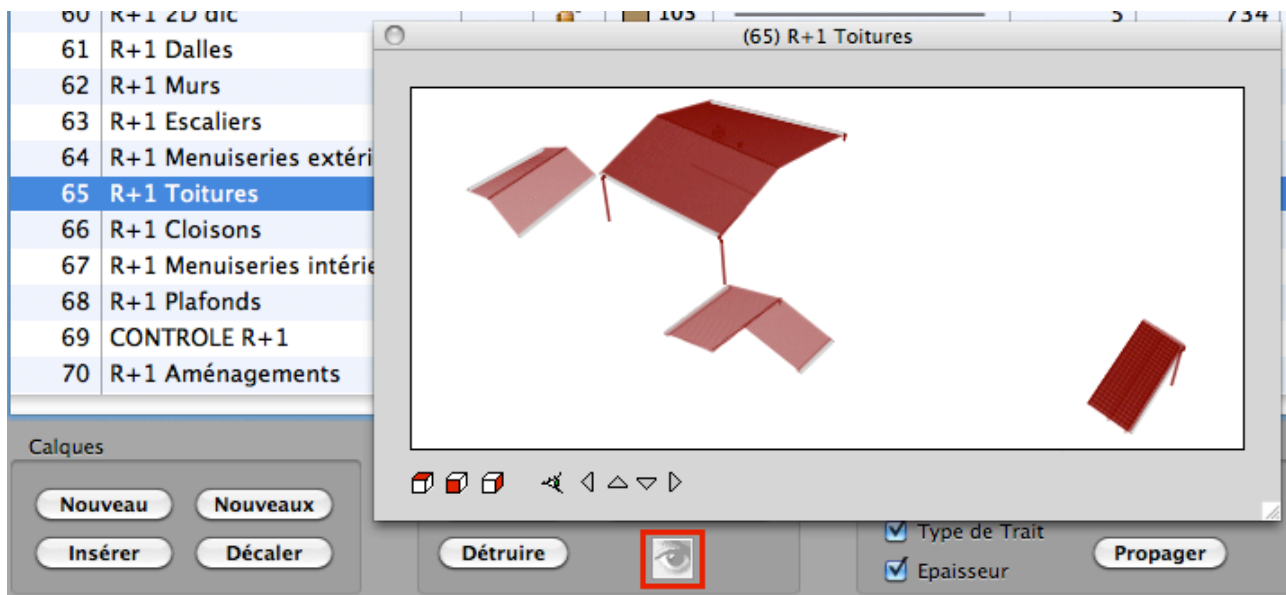 60 R+1 2D dic 103 5 734
(65) R+1 Toitures
61 R+1 Dalles
62 R+1 Murs
63 R+1 Escaliers
64 R+1 Menuiseries extéri
65 R+1 Toitures
66 R+1 Cloisons
67 R+1 Menuiseries intérie
68 R+1 Plafonds
69 CONTROLE R+1
70 R+1 Aménagements
Calques
Nouveau Nouveaux
Type de Trait
Insérer Décaler Détruire Propager
Epaisseur